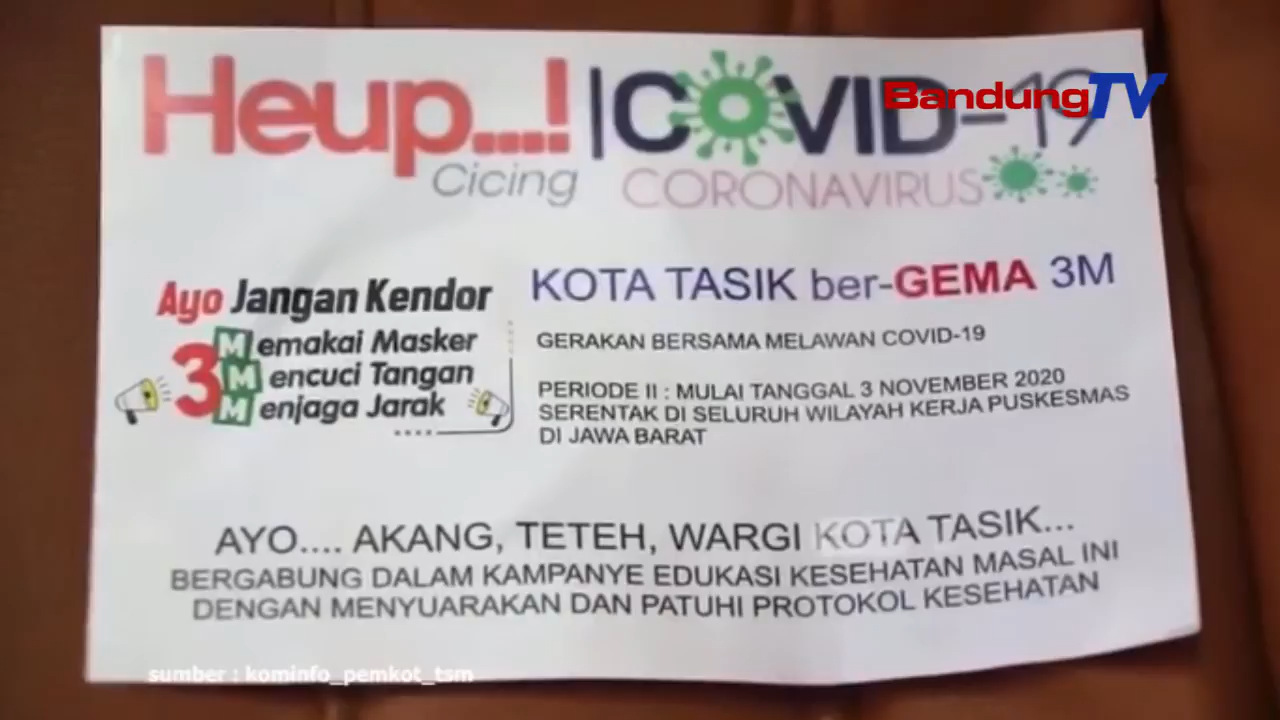 Heup...! | COVID-19
BandungTV
Cicing CORONAVIRUS
Ayo Jangan Kendor
3M Memakai Masker
Mencuci Tangan
Menjaga Jarak
KOTA TASIK ber-GEMA 3M
GERAKAN BERSAMA MELAWAN COVID-19
PERIODE II : MULAI TANGGAL 3 NOVEMBER 2020
SERENTAK DI SELURUH WILAYAH KERJA PUSKESMAS
DI JAWA BARAT
AYO.... AKANG, TETEH, WARGI KOTA TASIK...
BERGABUNG DALAM KAMPANYE EDUKASI KESEHATAN MASAL INI
DENGAN MENYUARAKAN DAN PATUHI PROTOKOL KESEHATAN
sumber : kominfo_pemkot_tsm